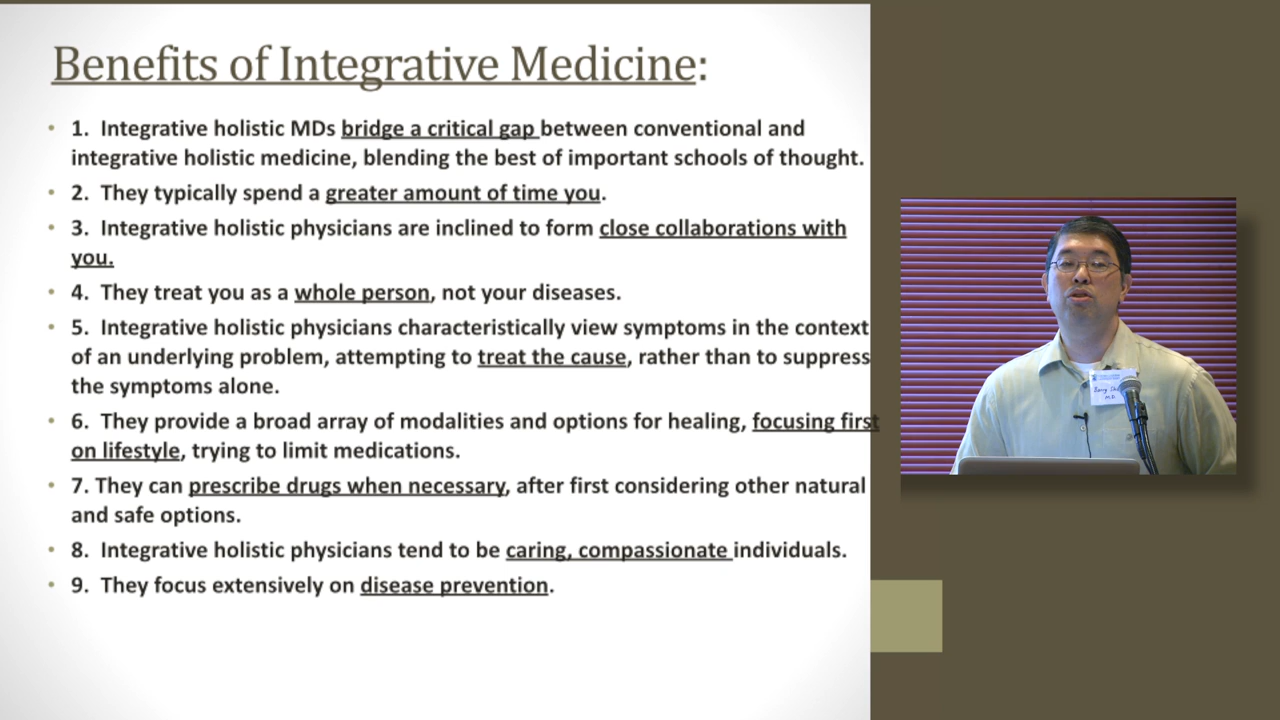 Benefits of Integrative Medicine:
• 1. Integrative holistic MDs bridge a critical gap between conventional and
integrative holistic medicine, blending the best of important schools of thought.
• 2. They typically spend a greater amount of time you.
• 3. Integrative holistic physicians are inclined to form close collaborations with
you.
• 4. They treat you as a whole person, not your diseases.
• 5. Integrative holistic physicians characteristically view symptoms in the context
of an underlying problem, attempting to treat the cause, rather than to suppress
the symptoms alone.
• 6. They provide a broad array of modalities and options for healing, focusing first
on lifestyle, trying to limit medications.
• 7. They can prescribe drugs when necessary, after first considering other natural
and safe options.
• 8. Integrative holistic physicians tend to be caring, compassionate individuals.
• 9. They focus extensively on disease prevention.
Barry
M.D.